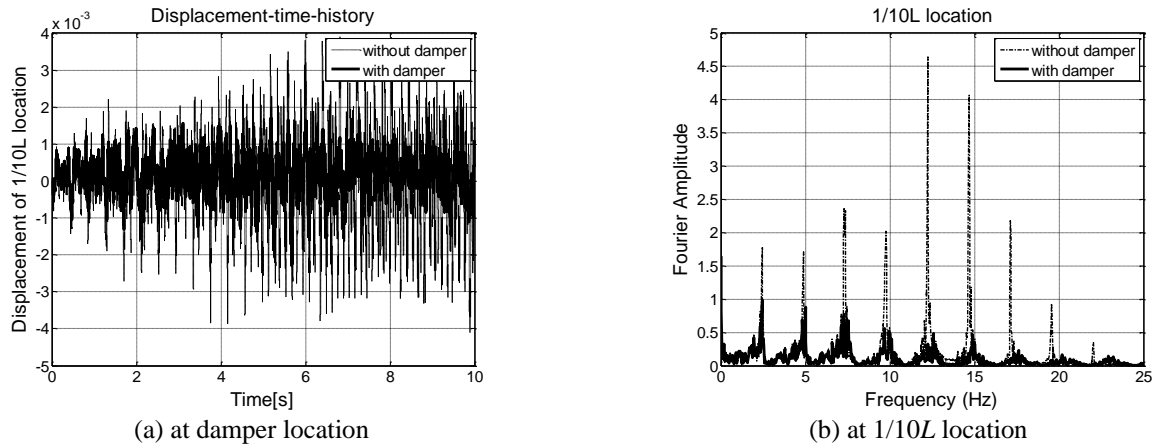 Displacement-time-history
x 10-3
4
3
2
1
0
-1
-2
-3
-4
-5
0 2 4 6 8 10
Displacement of 1/10L location
Time[s]
without damper
with damper
(a) at damper location
1/10L location
5
4.5
4
3.5
3
2.5
2
1.5
1
0.5
0
0 5 10 15 20 25
Fourier Amplitude
Frequency (Hz)
without damper
with damper
(b) at 1/10L location